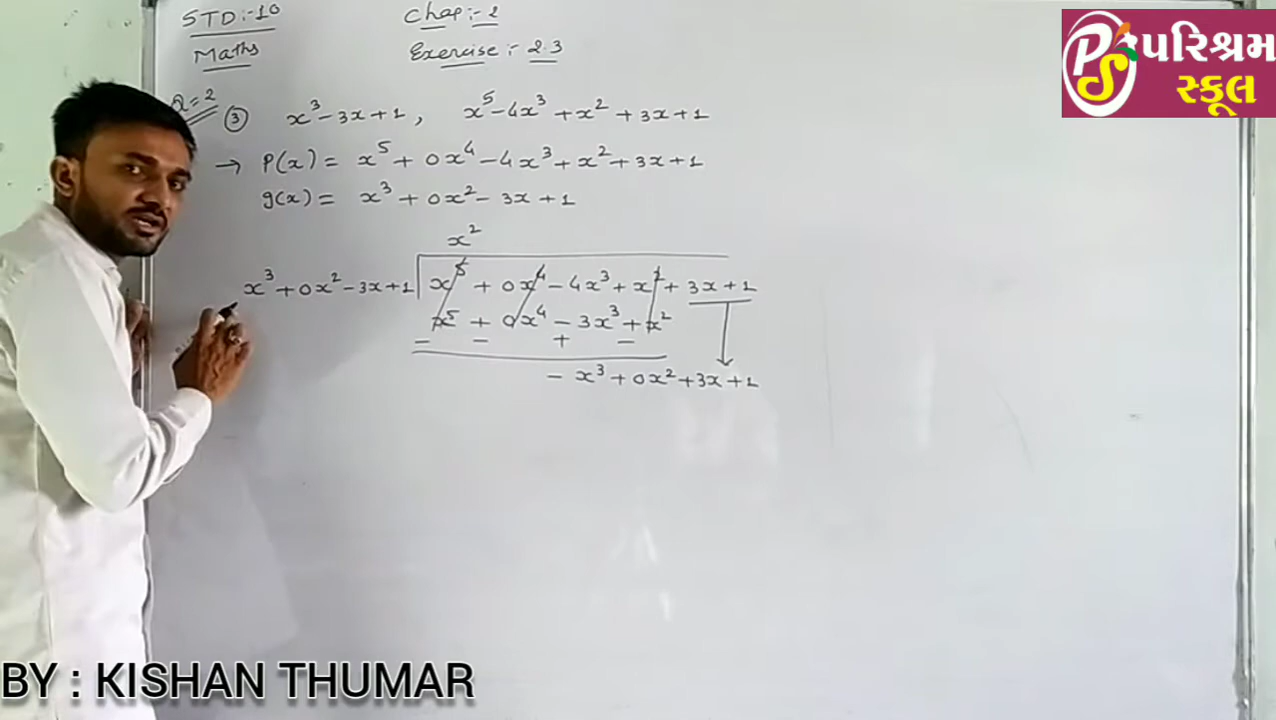 STD:-10
Chap:-2
Maths
Exercise:- 2.3
Q=2
③ x³-3x+1, x⁵-4x³+x²+3x+1
→ P(x) = x⁵+0x⁴-4x³+x²+3x+1
g(x) = x³+0x²-3x+1
x²
x³+0x²-3x+1 x⁵+0x⁴-4x³+x²+3x+1
x⁵+0x⁴-3x³+x²
- - + -
-x³+0x²+3x+1
PS પરિશ્રમ
સ્કૂલ
BY : KISHAN THUMAR